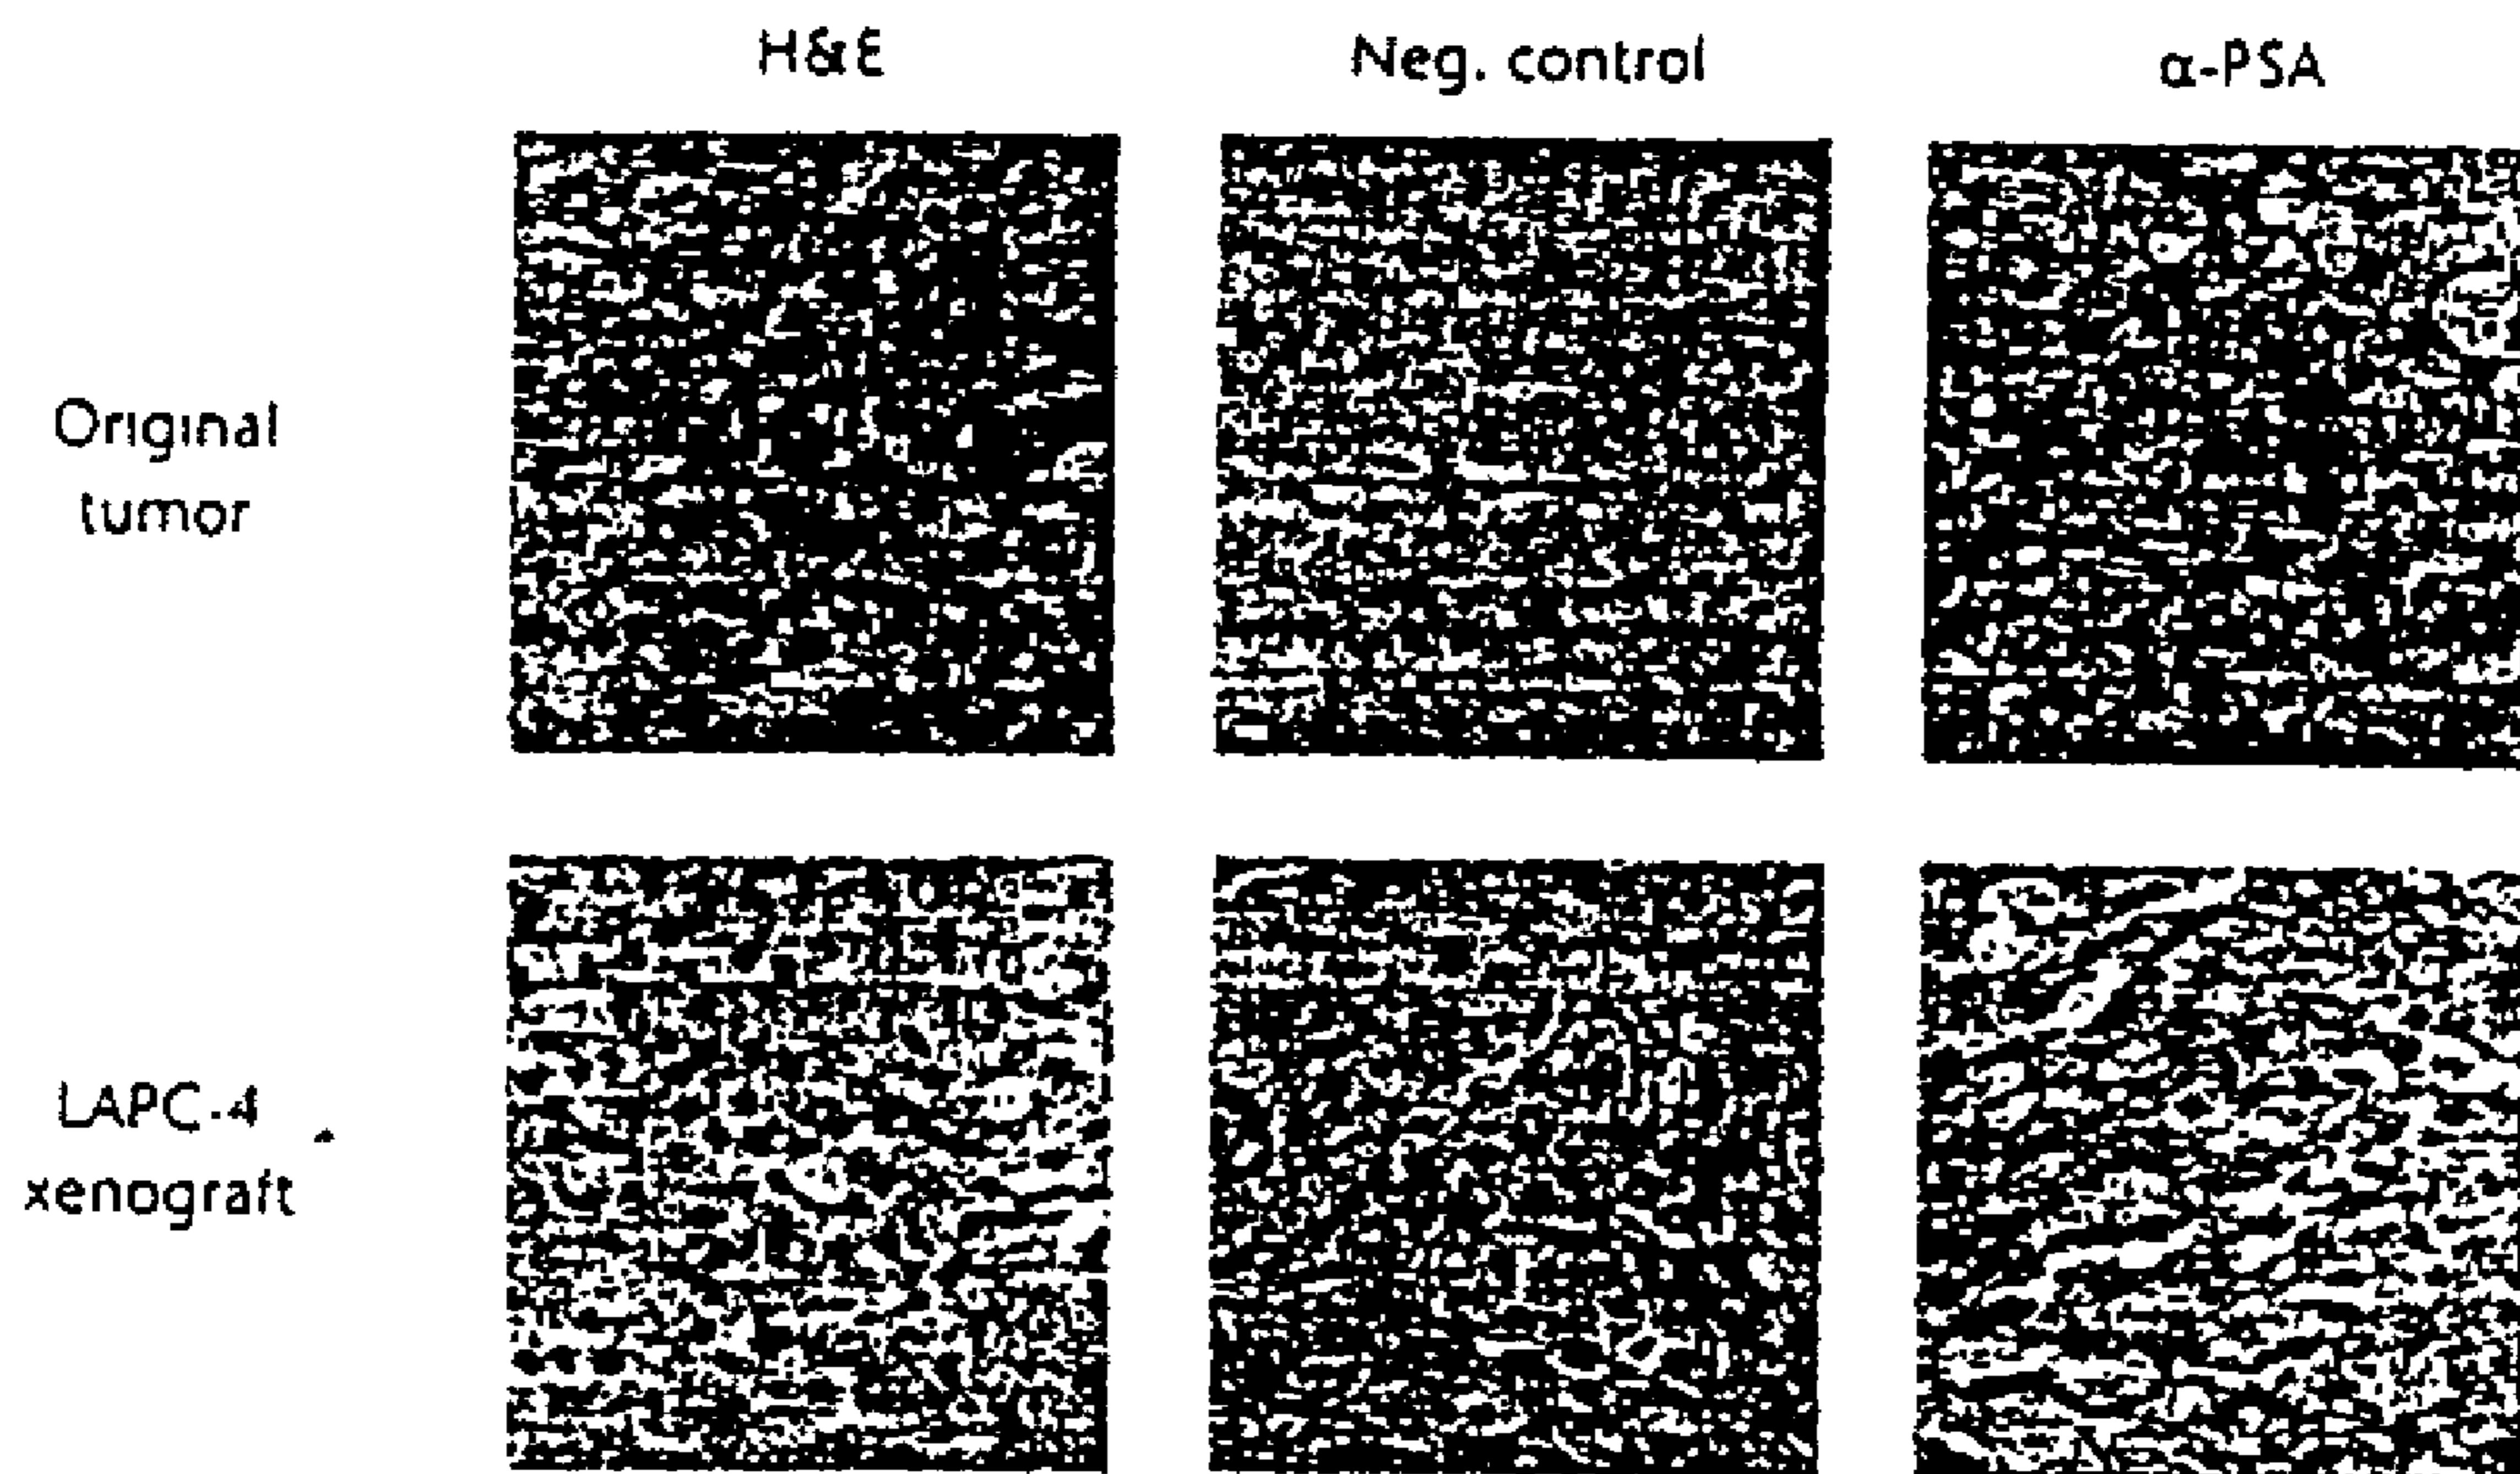 H&E
Neg. control
α-PSA
Original
tumor
LAPC-4
xenograft